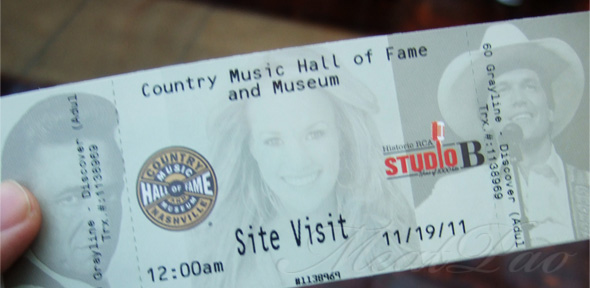 Country Music Hall of Fame
and Museum
Grayline - Discover (Adul
Trx.#:1138969
COUNTRY
MUSIC
HALL OF FAME
MUSEUM
NASHVILLE
Historic RCA
STUDIO B
60 Grayline - Discover (Adul
Trx.#:1138969
Site Visit
11/19/11
12:00am
#1138969